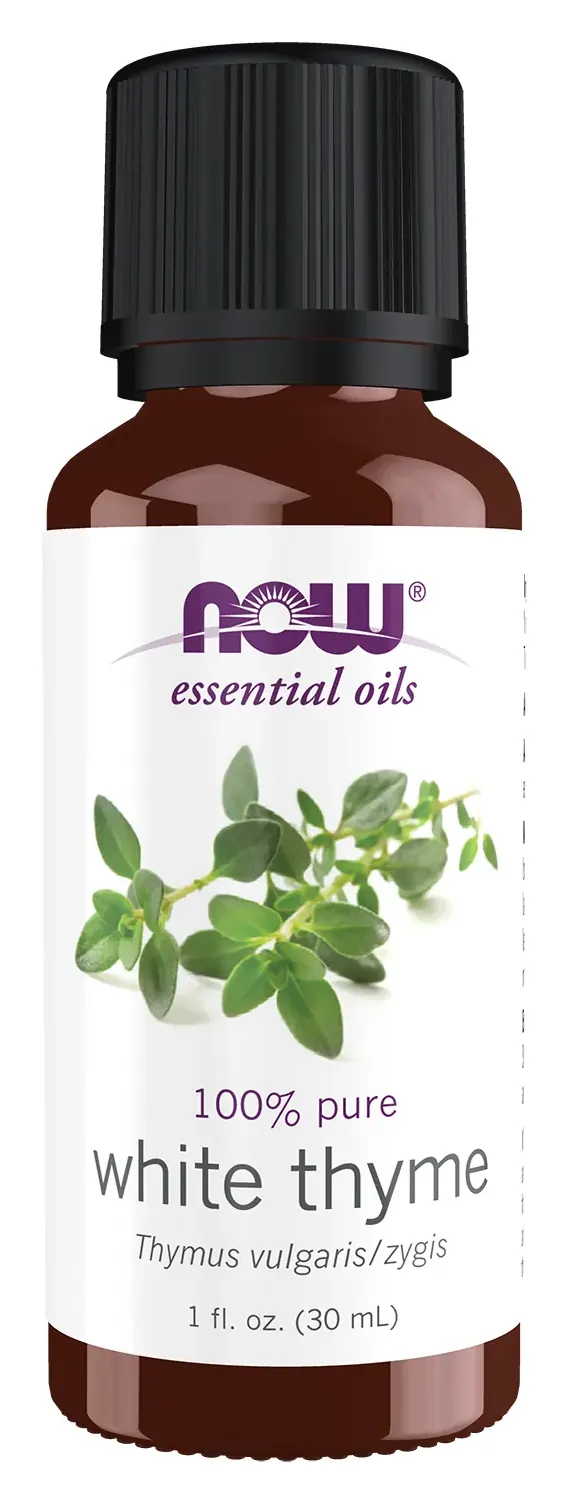 NOW®
essential oils
100% pure
white thyme
Thymus vulgaris/zygis
1 fl. oz. (30 mL)